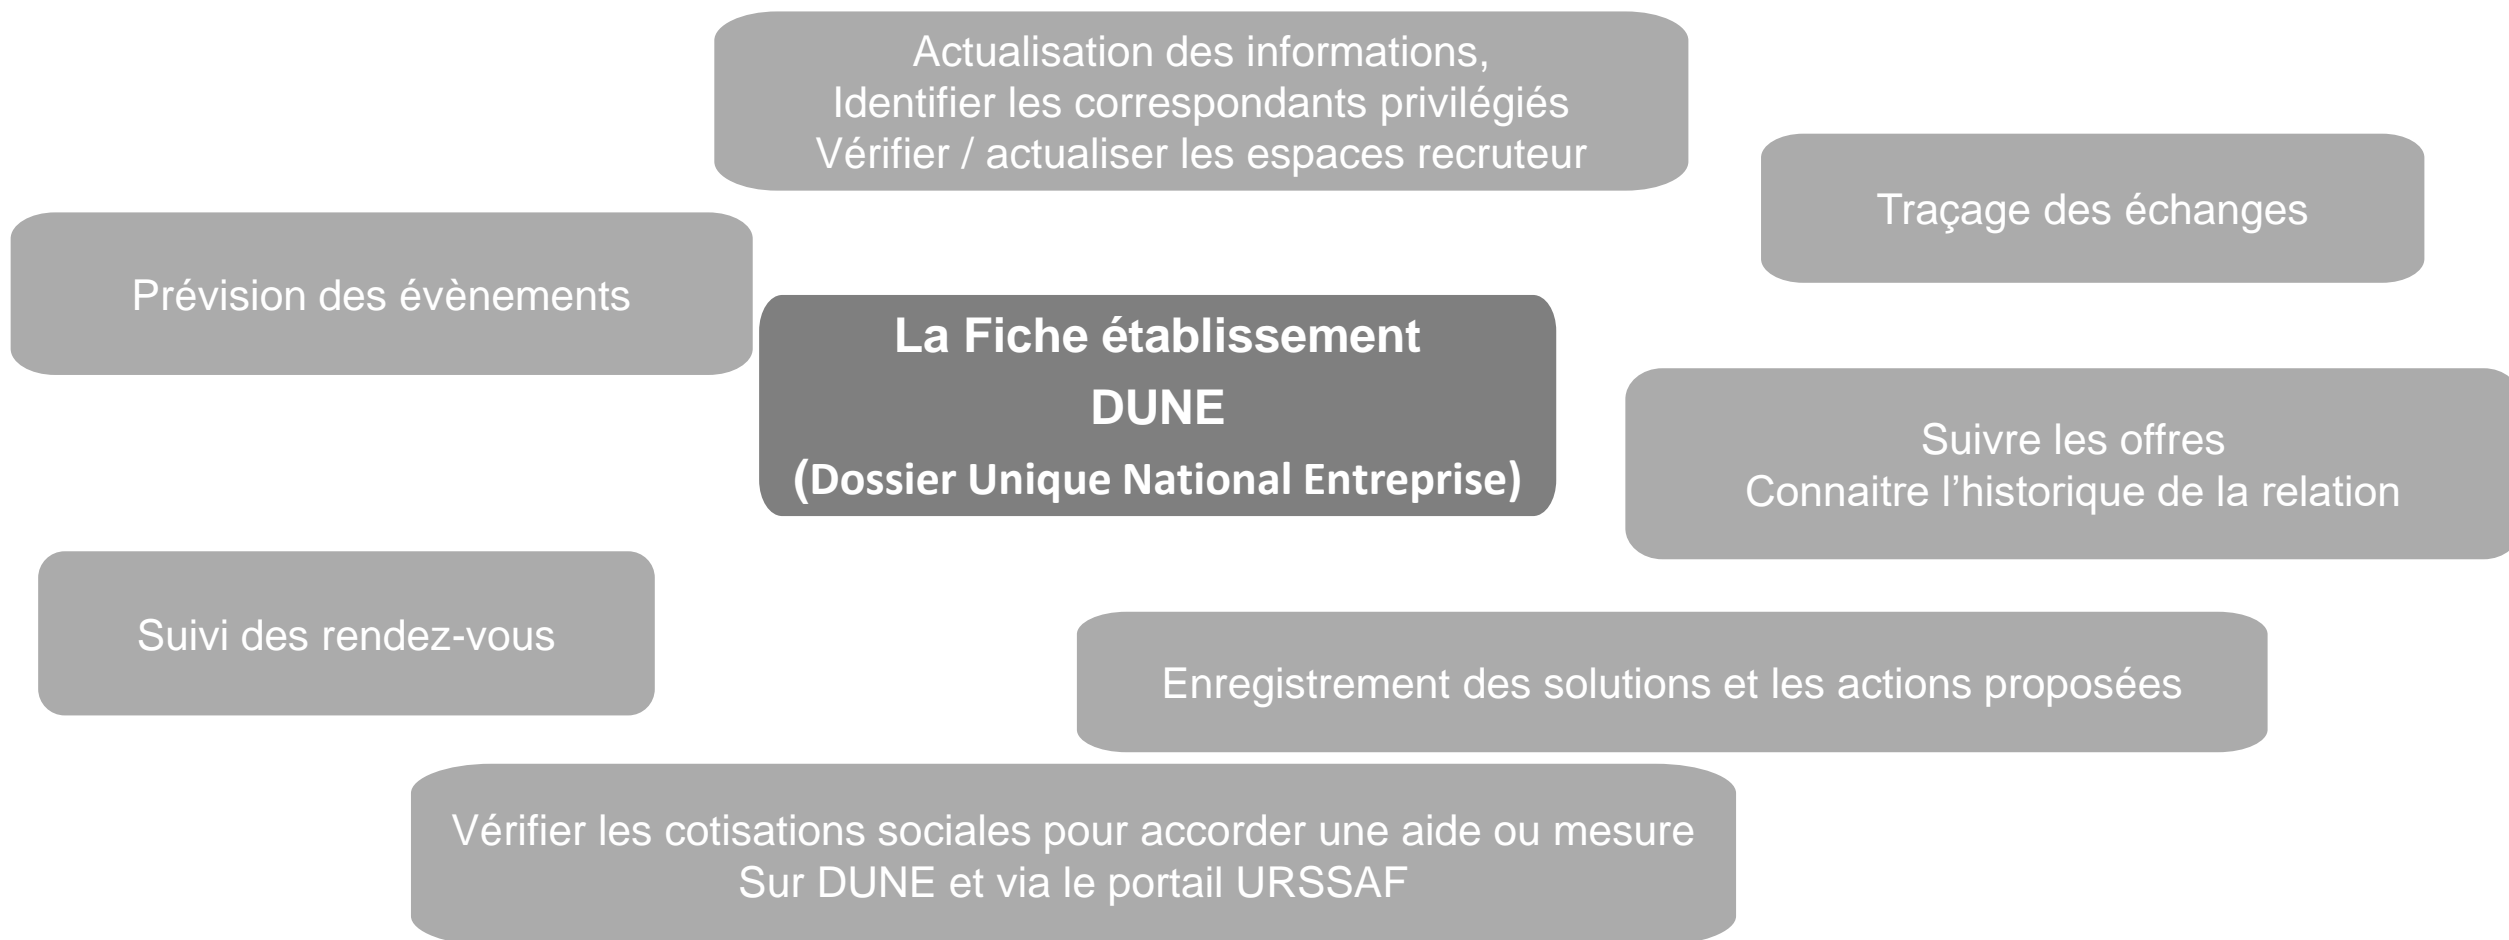 Actualisation des informations,
Identifier les correspondants privilégiés
Vérifier / actualiser les espaces recruteur
Traçage des échanges
Prévision des évènements
La Fiche établissement
DUNE
(Dossier Unique National Entreprise)
Suivre les offres
Connaitre l’historique de la relation
Suivi des rendez-vous
Enregistrement des solutions et les actions proposées
Vérifier les cotisations sociales pour accorder une aide ou mesure
Sur DUNE et via le portail URSSAF